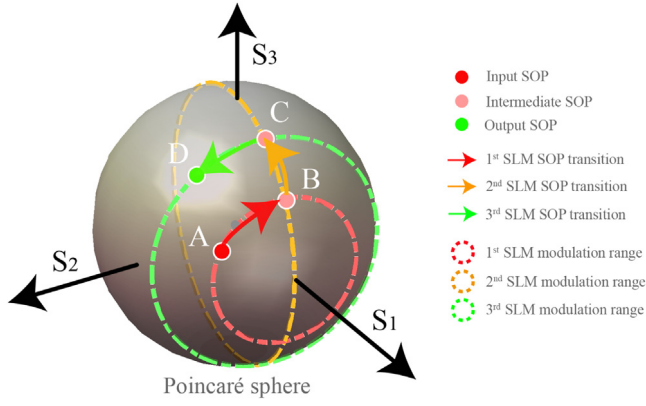 S3
C
D
B
A
S2
S1
Poincaré sphere
Input SOP
Intermediate SOP
Output SOP
1st SLM SOP transition
2nd SLM SOP transition
3rd SLM SOP transition
1st SLM modulation range
2nd SLM modulation range
3rd SLM modulation range